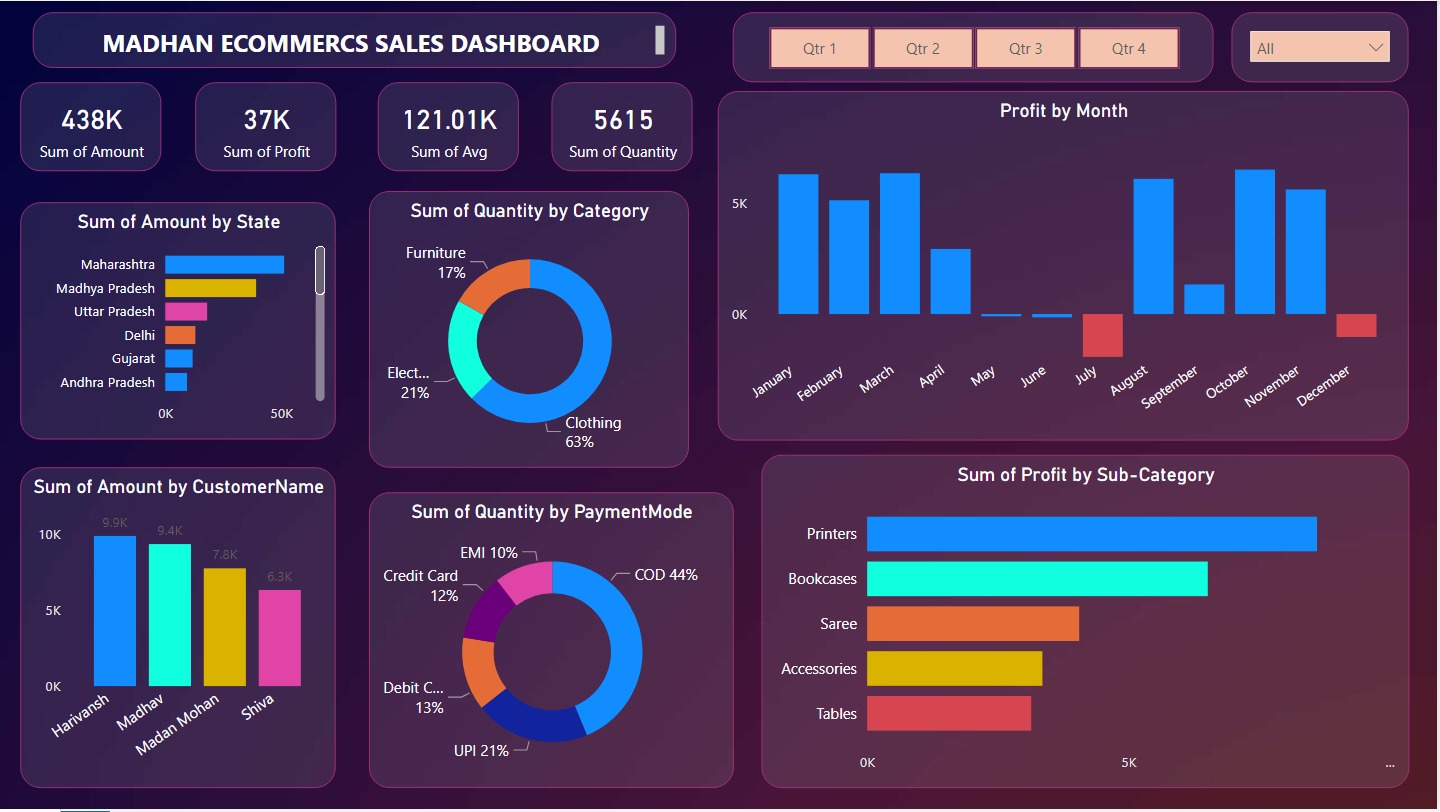 MADHAN ECOMMERCS SALES DASHBOARD
Qtr 1
Qtr 2
Qtr 3
Qtr 4
All
438K
Sum of Amount
37K
Sum of Profit
121.01K
Sum of Avg
5615
Sum of Quantity
Profit by Month
5K
0K
January
February
March
April
May
June
July
August
September
October
November
December
Sum of Amount by State
Maharashtra
Madhya Pradesh
Uttar Pradesh
Delhi
Gujarat
Andhra Pradesh
0K
50K
Sum of Quantity by Category
Furniture
17%
Elect...
21%
Clothing
63%
Sum of Amount by CustomerName
10K
5K
0K
9.9K
9.4K
7.8K
6.3K
Harivansh
Madhav
Madan Mohan
Shiva
Sum of Quantity by PaymentMode
EMI 10%
COD 44%
Credit Card
12%
Debit C...
13%
UPI 21%
Sum of Profit by Sub-Category
Printers
Bookcases
Saree
Accessories
Tables
0K
5K
...